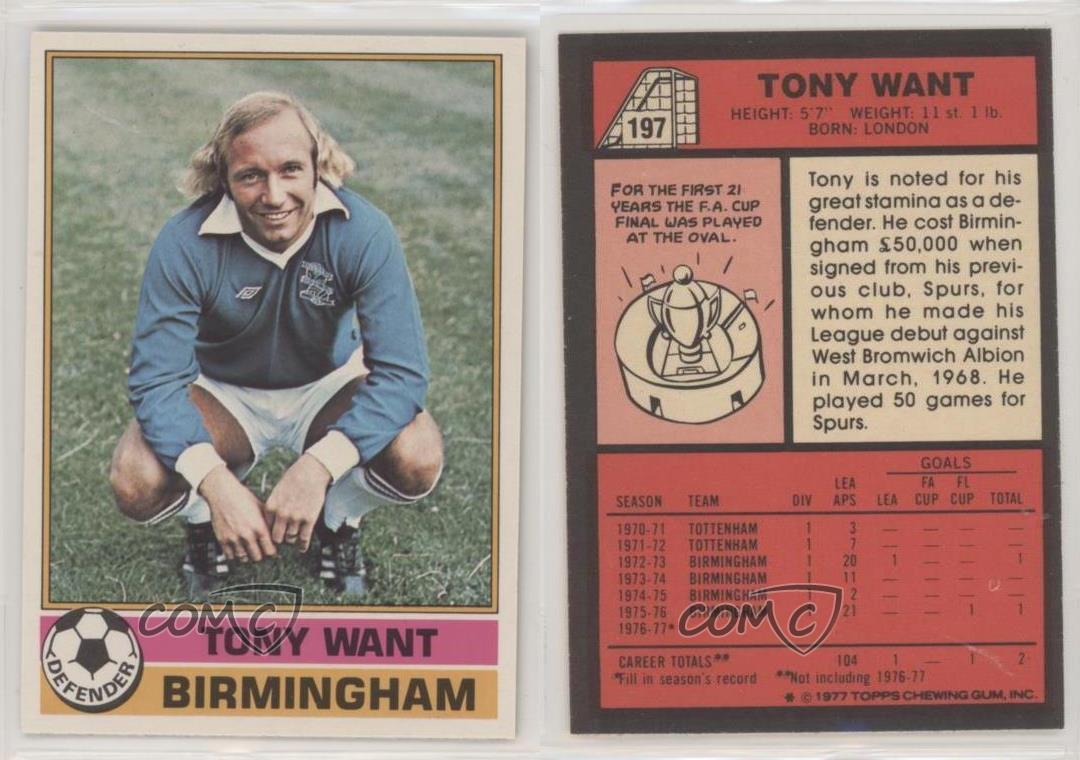 COMC
TONY WANT
BIRMINGHAM
DEFENDER
197
TONY WANT
HEIGHT: 5'7" WEIGHT: 11 st. 1 lb.
BORN: LONDON
FOR THE FIRST 21
YEARS THE F.A. CUP
FINAL WAS PLAYED
AT THE OVAL.
Tony is noted for his
great stamina as a de-
fender. He cost Birmin-
gham £50,000 when
signed from his previ-
ous club, Spurs, for
whom he made his
League debut against
West Bromwich Albion
in March, 1968. He
played 50 games for
Spurs.
GOALS
SEASON TEAM DIV LEA APS LEA FA CUP FL CUP TOTAL
1970-71 TOTTENHAM 1 3 — — — —
1971-72 TOTTENHAM 1 7 — — — —
1972-73 BIRMINGHAM 1 20 1 — — 1
1973-74 BIRMINGHAM 1 11 — — — —
1974-75 BIRMINGHAM 1 2 — — — —
1975-76 BIRMINGHAM 1 21 — — 1 1
1976-77*
COMC
CAREER TOTALS** 104 1 — 1 2
*Fill in season's record **Not including 1976-77
* © 1977 TOPPS CHEWING GUM, INC.